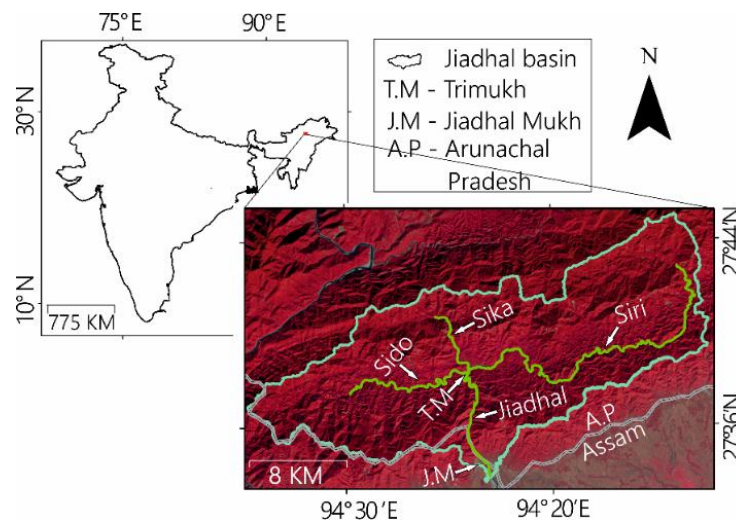 75°E
90°E
30°N
10°N
775 KM
Jiadhal basin
T.M - Trimukh
J.M - Jiadhal Mukh
A.P - Arunachal
Pradesh
N
27°44'N
27°36'N
Sika
Siri
Sido
T.M
Jiadhal
A.P
Assam
J.M
8 KM
94°30'E
94°20'E